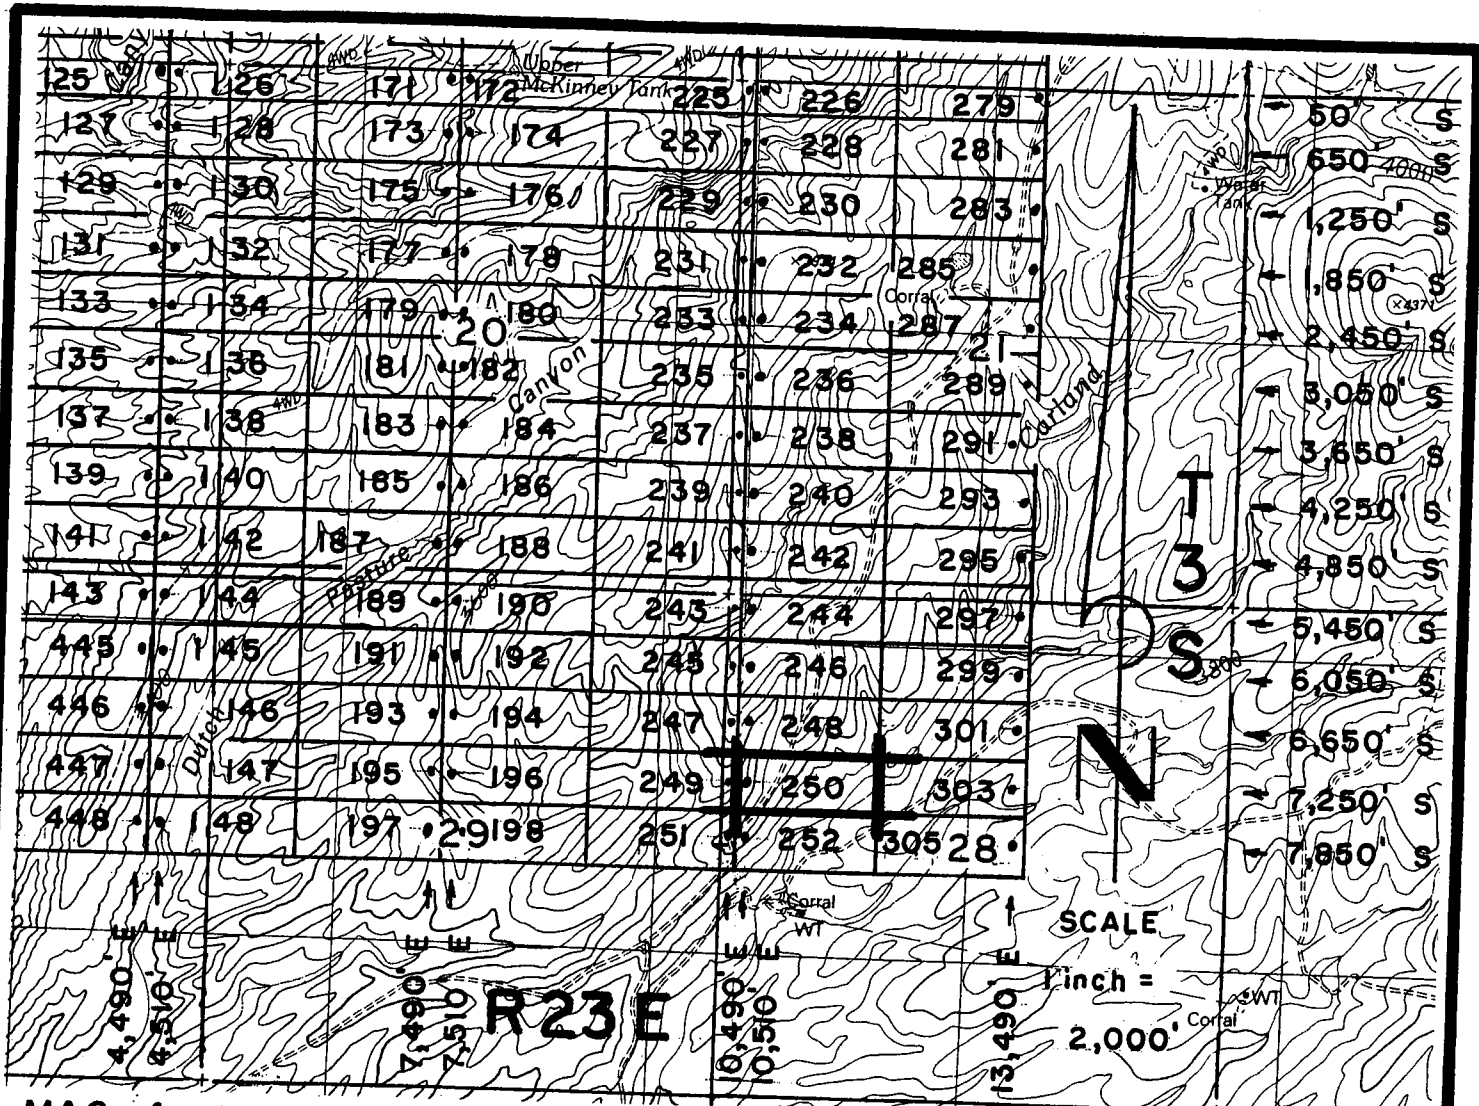 Upper
125 126 171 172 McKinney Tank 225 226 279 50' S
127 128 173 174 227 228 281 650' S 4000
4WD
Water
129 130 175 176 229 230 283 Tank 1,250' S
131 132 177 178 231 232 285 1,850' S
Corral ×4371
133 134 179 180 233 234 287 2,450' S
20 21
135 136 181 182 235 236 289 3,050' S
Canyon Garland
137 138 183 184 237 238 291 3,650' S
139 140 185 186 239 240 293 T 4,250' S
141 142 187 188 241 242 295 3 4,850' S
Pasture 4000
143 144 189 190 243 244 297 5,450' S
445 145 191 192 245 246 299 S 6,050' S
Dutch
446 146 193 194 247 248 301 N 6,650' S
447 147 195 196 249 250 303 7,250' S
448 148 197 29 198 251 252 305 28 7,850' S
Corral
WT
4,490' E 4,510' E 7,490' E 7,510' E 10,490' E 10,510' E 13,490' E
R 23 E
SCALE
1 inch =
2,000'
WT
Corral